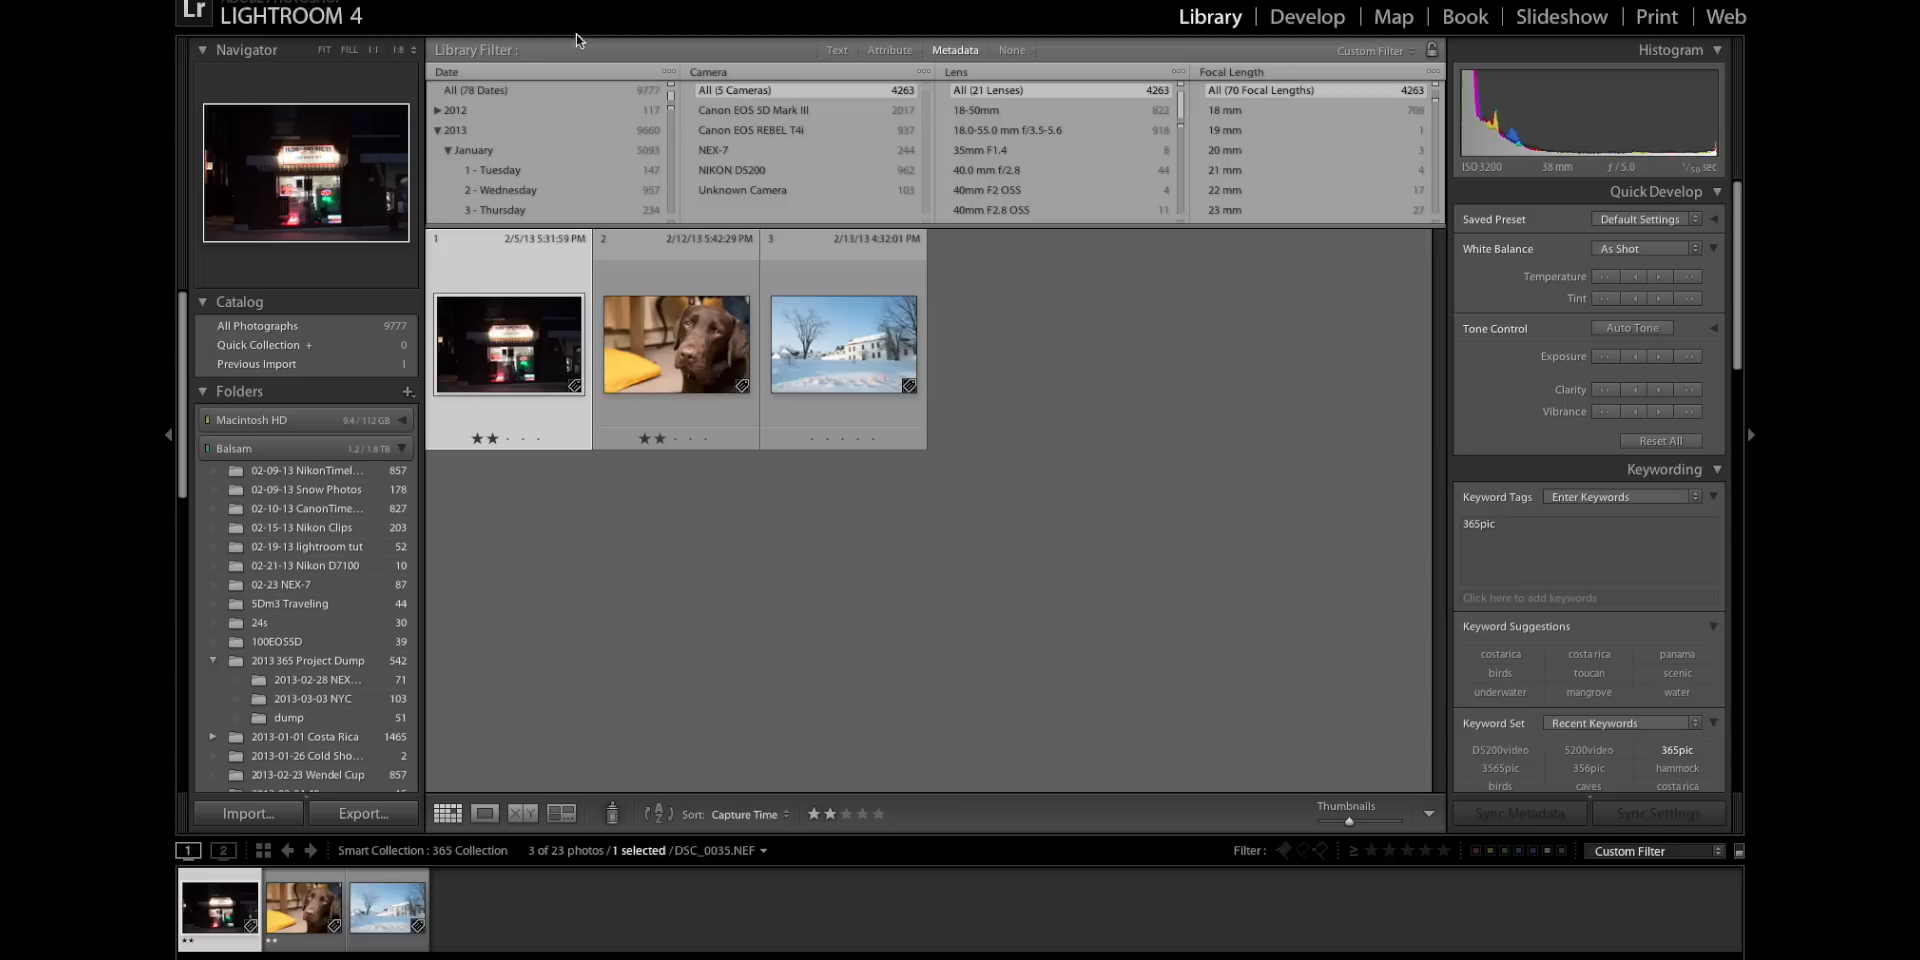 Lr LIGHTROOM 4
Library | Develop | Map | Book | Slideshow | Print | Web
Navigator FIT FILL 1:1 1:8
Library Filter : Text Attribute Metadata None Custom Filter
Histogram
Date Camera Lens Focal Length
All (78 Dates) 9777 All (5 Cameras) 4263 All (21 Lenses) 4263 All (70 Focal Lengths) 4263
2012 117 Canon EOS 5D Mark III 2017 18-50mm 822 18 mm 708
2013 9660 Canon EOS REBEL T4i 937 18.0-55.0 mm f/3.5-5.6 918 19 mm 1
January 5093 NEX-7 244 35mm F1.4 8 20 mm 3
1 - Tuesday 147 NIKON D5200 962 40.0 mm f/2.8 44 21 mm 4
2 - Wednesday 957 Unknown Camera 103 40mm F2 OSS 4 22 mm 17
3 - Thursday 234 40mm F2.8 OSS 11 23 mm 27
ISO 3200 38 mm f / 5.0 1/50 sec
Quick Develop
Saved Preset Default Settings
White Balance As Shot
Temperature
Tint
Tone Control Auto Tone
Exposure
Clarity
Vibrance
Reset All
1 2/5/13 5:31:59 PM 2 2/12/13 5:42:29 PM 3 2/13/13 4:32:01 PM
Catalog
All Photographs 9777
Quick Collection + 0
Previous Import 1
Folders +
Macintosh HD 9.4 / 112 GB
Balsam 1.2 / 1.8 TB
02-09-13 NikonTimel... 857
02-09-13 Snow Photos 178
02-10-13 CanonTime... 827
02-15-13 Nikon Clips 203
02-19-13 lightroom tut 52
02-21-13 Nikon D7100 10
02-23 NEX-7 87
5Dm3 Traveling 44
24s 30
100EOS5D 39
2013 365 Project Dump 542
2013-02-28 NEX... 71
2013-03-03 NYC 103
dump 51
2013-01-01 Costa Rica 1465
2013-01-26 Cold Sho... 2
2013-02-23 Wendel Cup 857
Import... Export...
Keywording
Keyword Tags Enter Keywords
365pic
Click here to add keywords
Keyword Suggestions
costarica costa rica panama
birds toucan scenic
underwater mangrove water
Keyword Set Recent Keywords
D5200video 5200video 365pic
3565pic 356pic hammock
birds caves costa rica
Sync Metadata Sync Settings
XY Sort: Capture Time Thumbnails
1 2 Smart Collection : 365 Collection 3 of 23 photos / 1 selected / DSC_0035.NEF Filter : ≥ Custom Filter